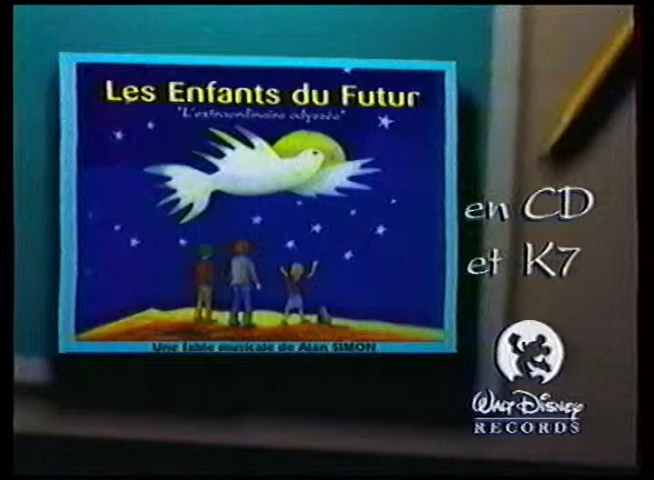 Les Enfants du Futur
"L'extraordinaire odyssée"
Une fable musicale de Alan SIMON
en CD
et K7
WALT DISNEY
RECORDS